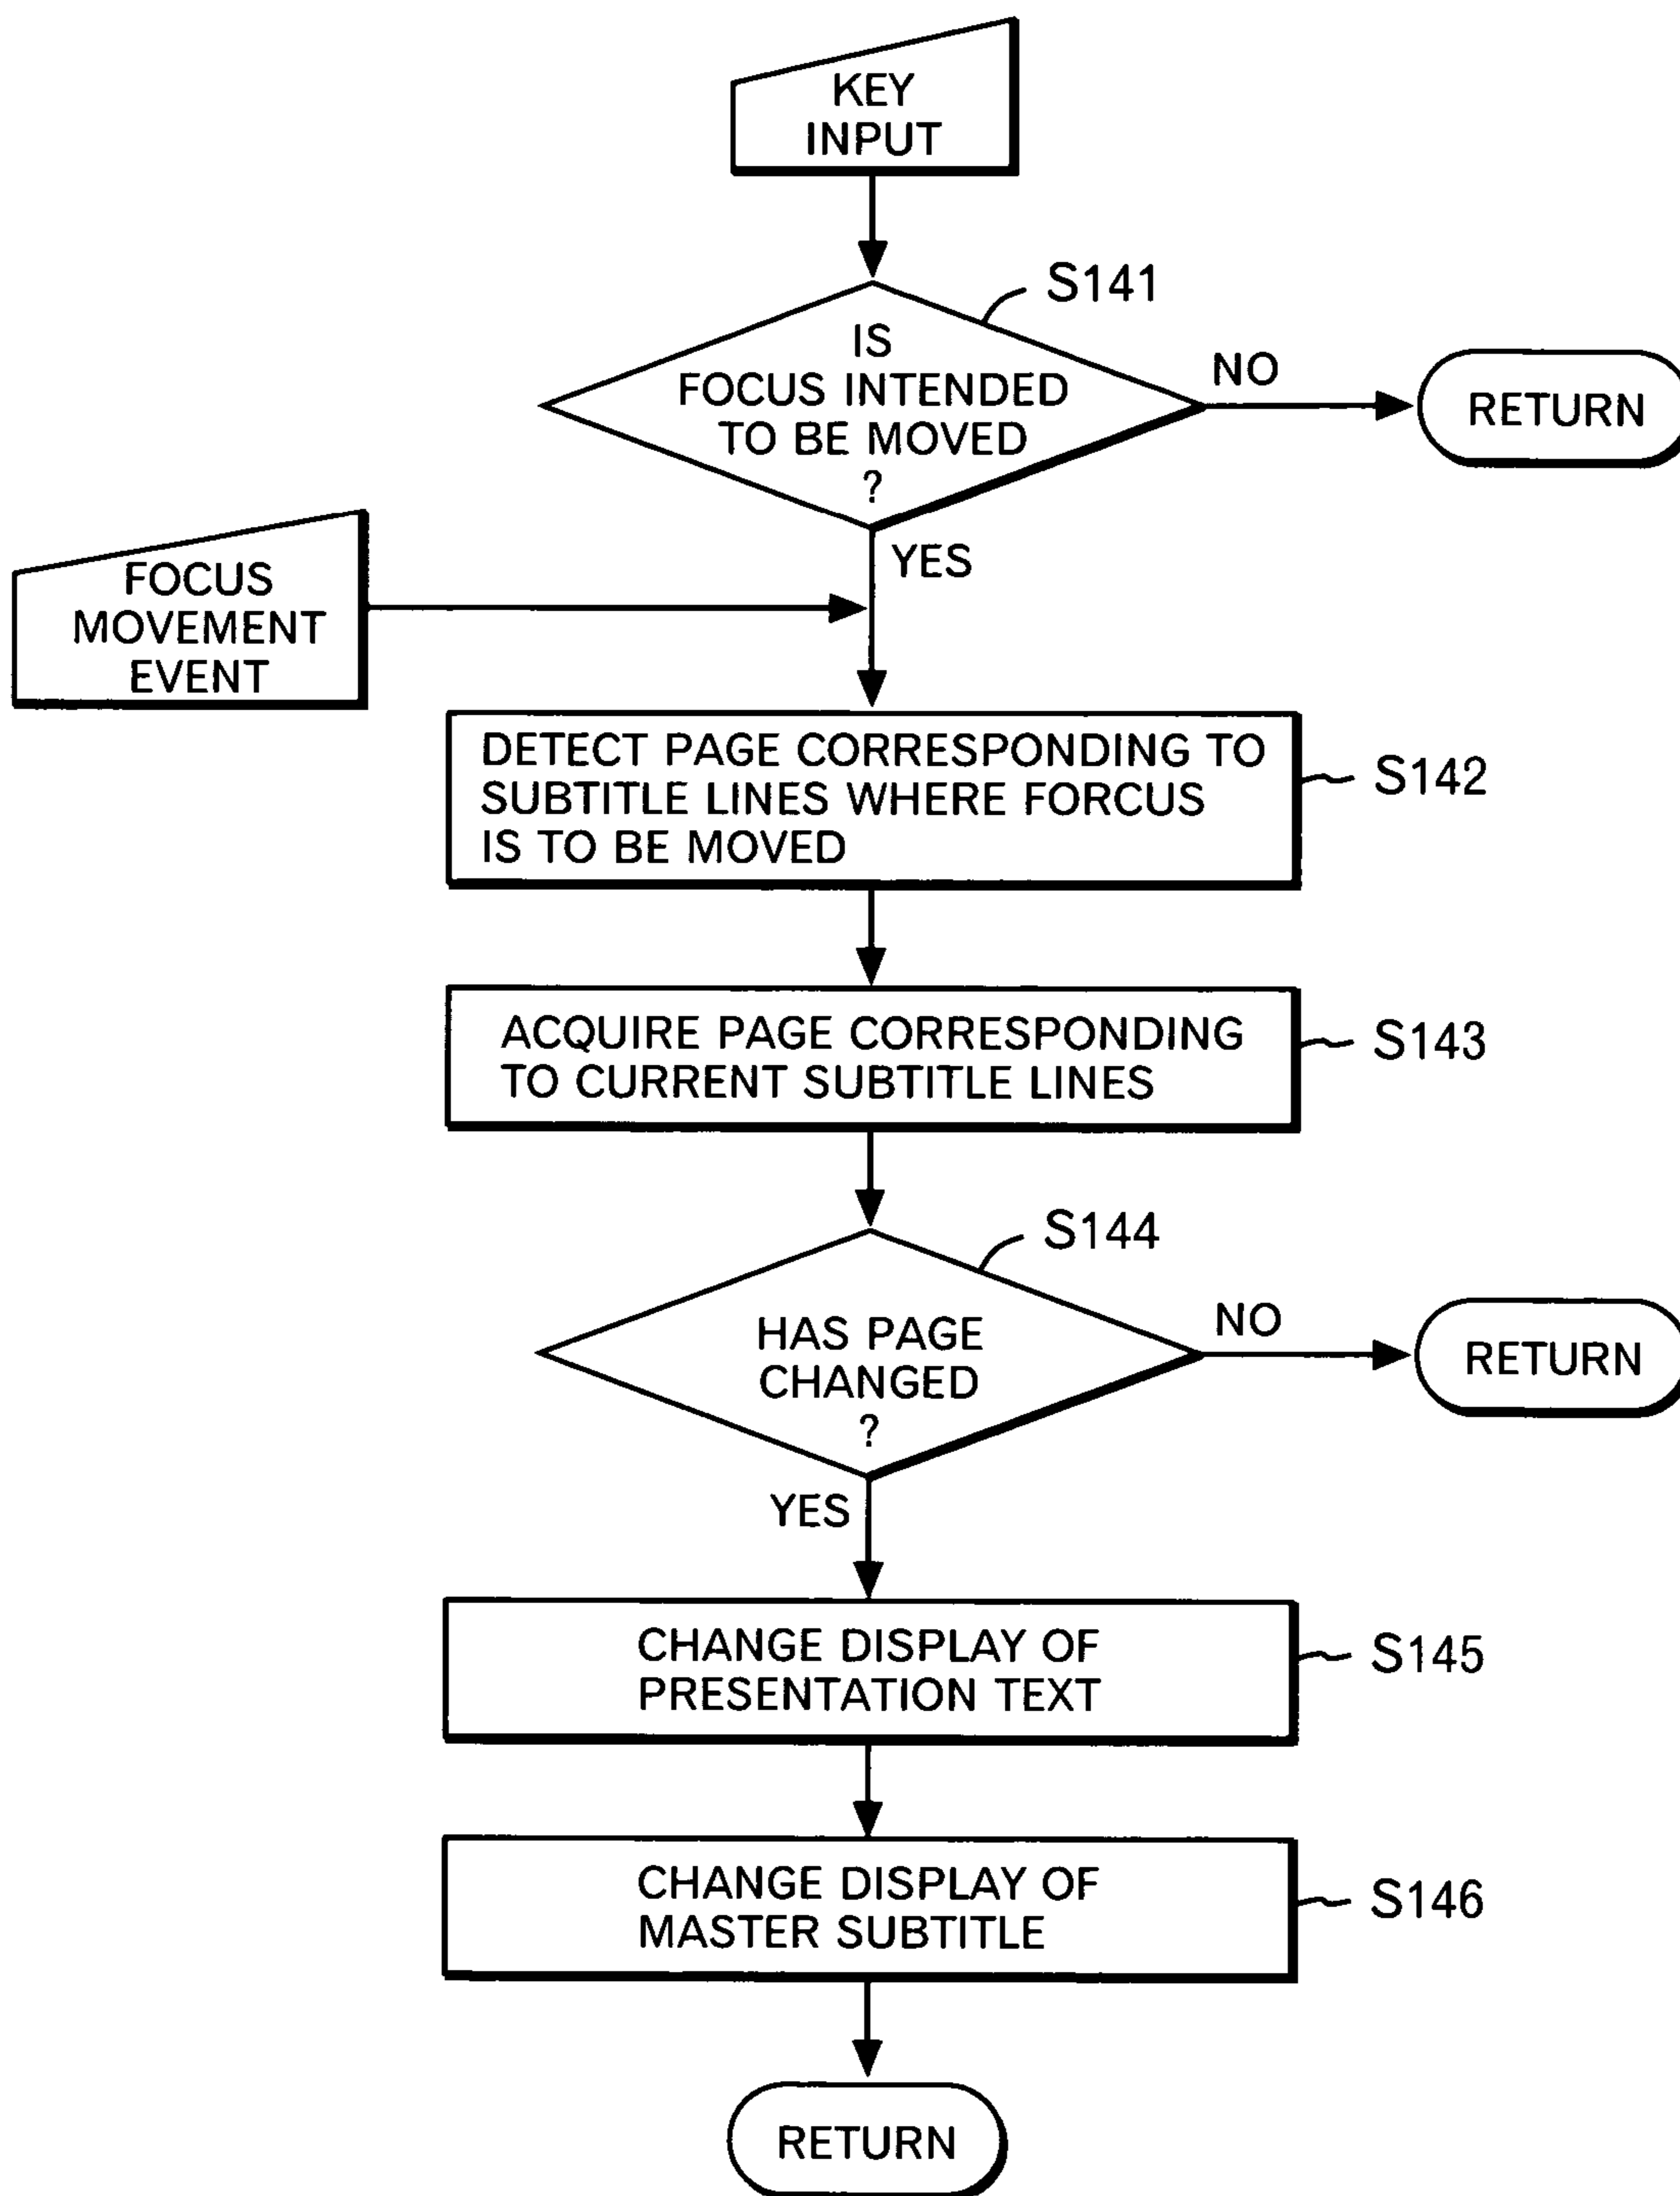 KEY
INPUT
S141
IS
FOCUS INTENDED
TO BE MOVED
?
NO
RETURN
YES
FOCUS
MOVEMENT
EVENT
DETECT PAGE CORRESPONDING TO
SUBTITLE LINES WHERE FORCUS
IS TO BE MOVED
S142
ACQUIRE PAGE CORRESPONDING
TO CURRENT SUBTITLE LINES
S143
S144
HAS PAGE
CHANGED
?
NO
RETURN
YES
CHANGE DISPLAY OF
PRESENTATION TEXT
S145
CHANGE DISPLAY OF
MASTER SUBTITLE
S146
RETURN